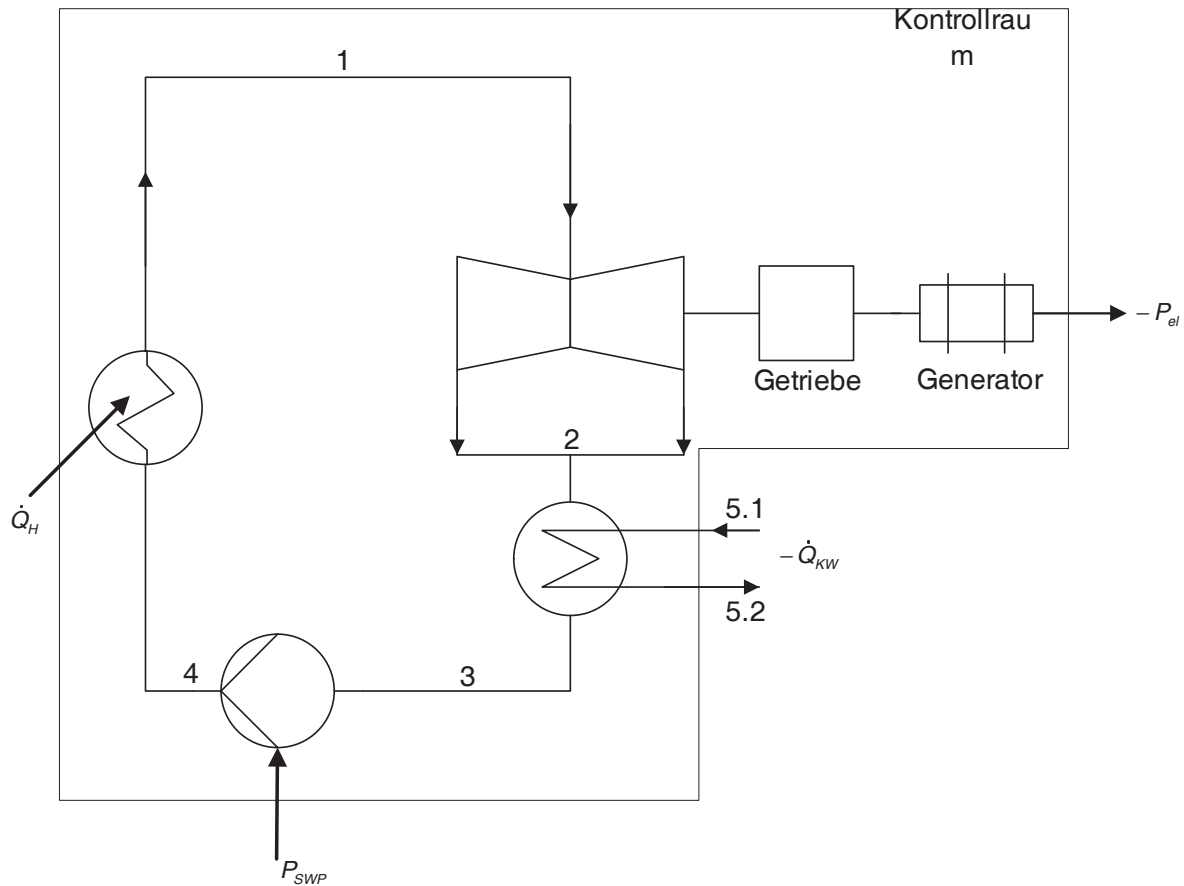 Kontrollrau
m
1
− P_el
Getriebe
Generator
2
5.1
Q̇_H
− Q̇_KW
5.2
4
3
P_SWP